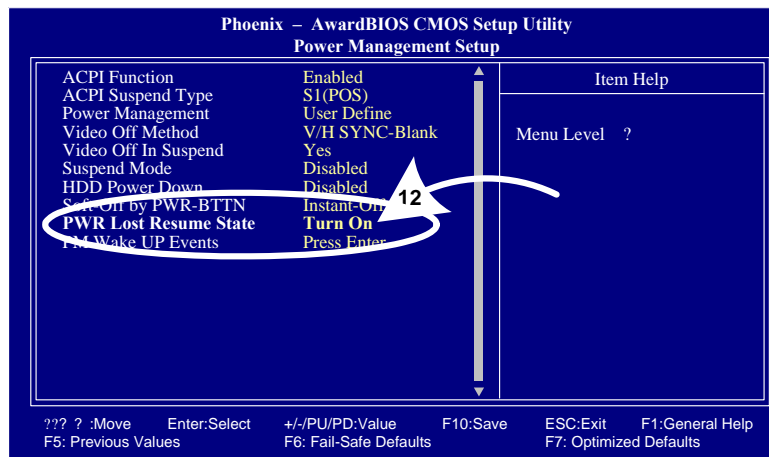 Phoenix – AwardBIOS CMOS Setup Utility
Power Management Setup
ACPI Function Enabled
ACPI Suspend Type S1(POS)
Power Management User Define
Video Off Method V/H SYNC-Blank
Video Off In Suspend Yes
Suspend Mode Disabled
HDD Power Down Disabled
Soft-Off by PWR-BTTN Instant-Off
PWR Lost Resume State Turn On
PM Wake UP Events Press Enter
12
Item Help
Menu Level ?
??? ? :Move Enter:Select +/-/PU/PD:Value F10:Save ESC:Exit F1:General Help
F5: Previous Values F6: Fail-Safe Defaults F7: Optimized Defaults